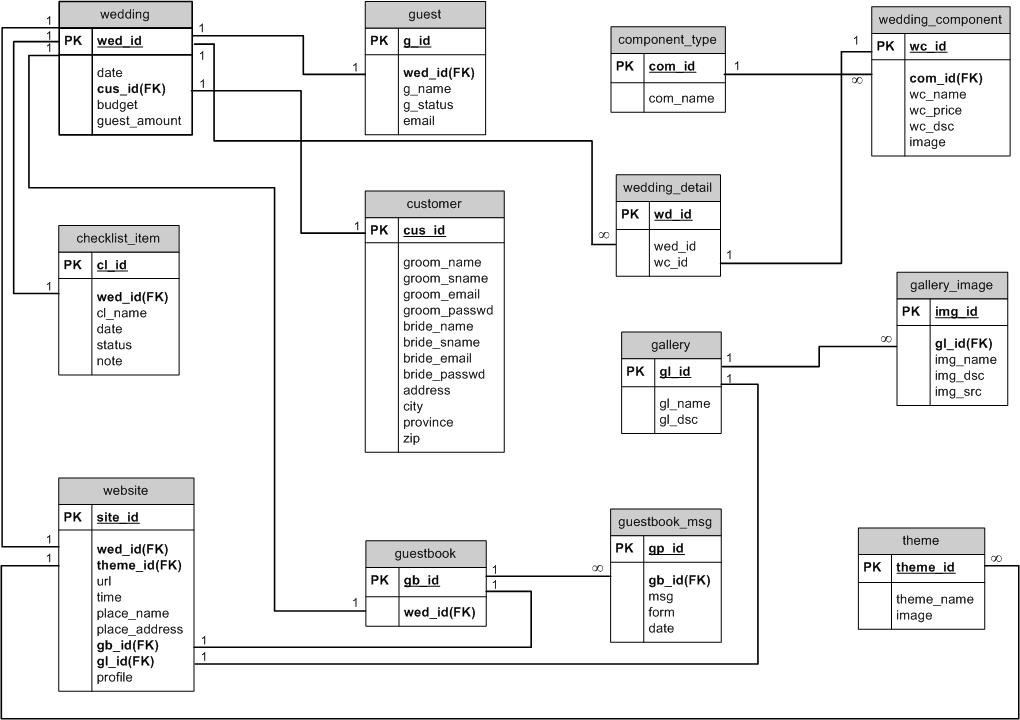 wedding
PK wed_id
date
cus_id(FK)
budget
guest_amount
1
1
1
1
1
1
guest
PK g_id
wed_id(FK)
g_name
g_status
email
1
component_type
PK com_id
com_name
1
wedding_component
PK wc_id
com_id(FK)
wc_name
wc_price
wc_dsc
image
1
∞
customer
PK cus_id
groom_name
groom_sname
groom_email
groom_passwd
bride_name
bride_sname
bride_email
bride_passwd
address
city
province
zip
1
wedding_detail
PK wd_id
wed_id
wc_id
∞
1
checklist_item
PK cl_id
wed_id(FK)
cl_name
date
status
note
1
gallery
PK gl_id
gl_name
gl_dsc
1
1
gallery_image
PK img_id
gl_id(FK)
img_name
img_dsc
img_src
∞
website
PK site_id
wed_id(FK)
theme_id(FK)
url
time
place_name
place_address
gb_id(FK)
gl_id(FK)
profile
1
1
1
1
guestbook
PK gb_id
wed_id(FK)
1
1
1
guestbook_msg
PK gp_id
gb_id(FK)
msg
form
date
∞
theme
PK theme_id
theme_name
image
∞